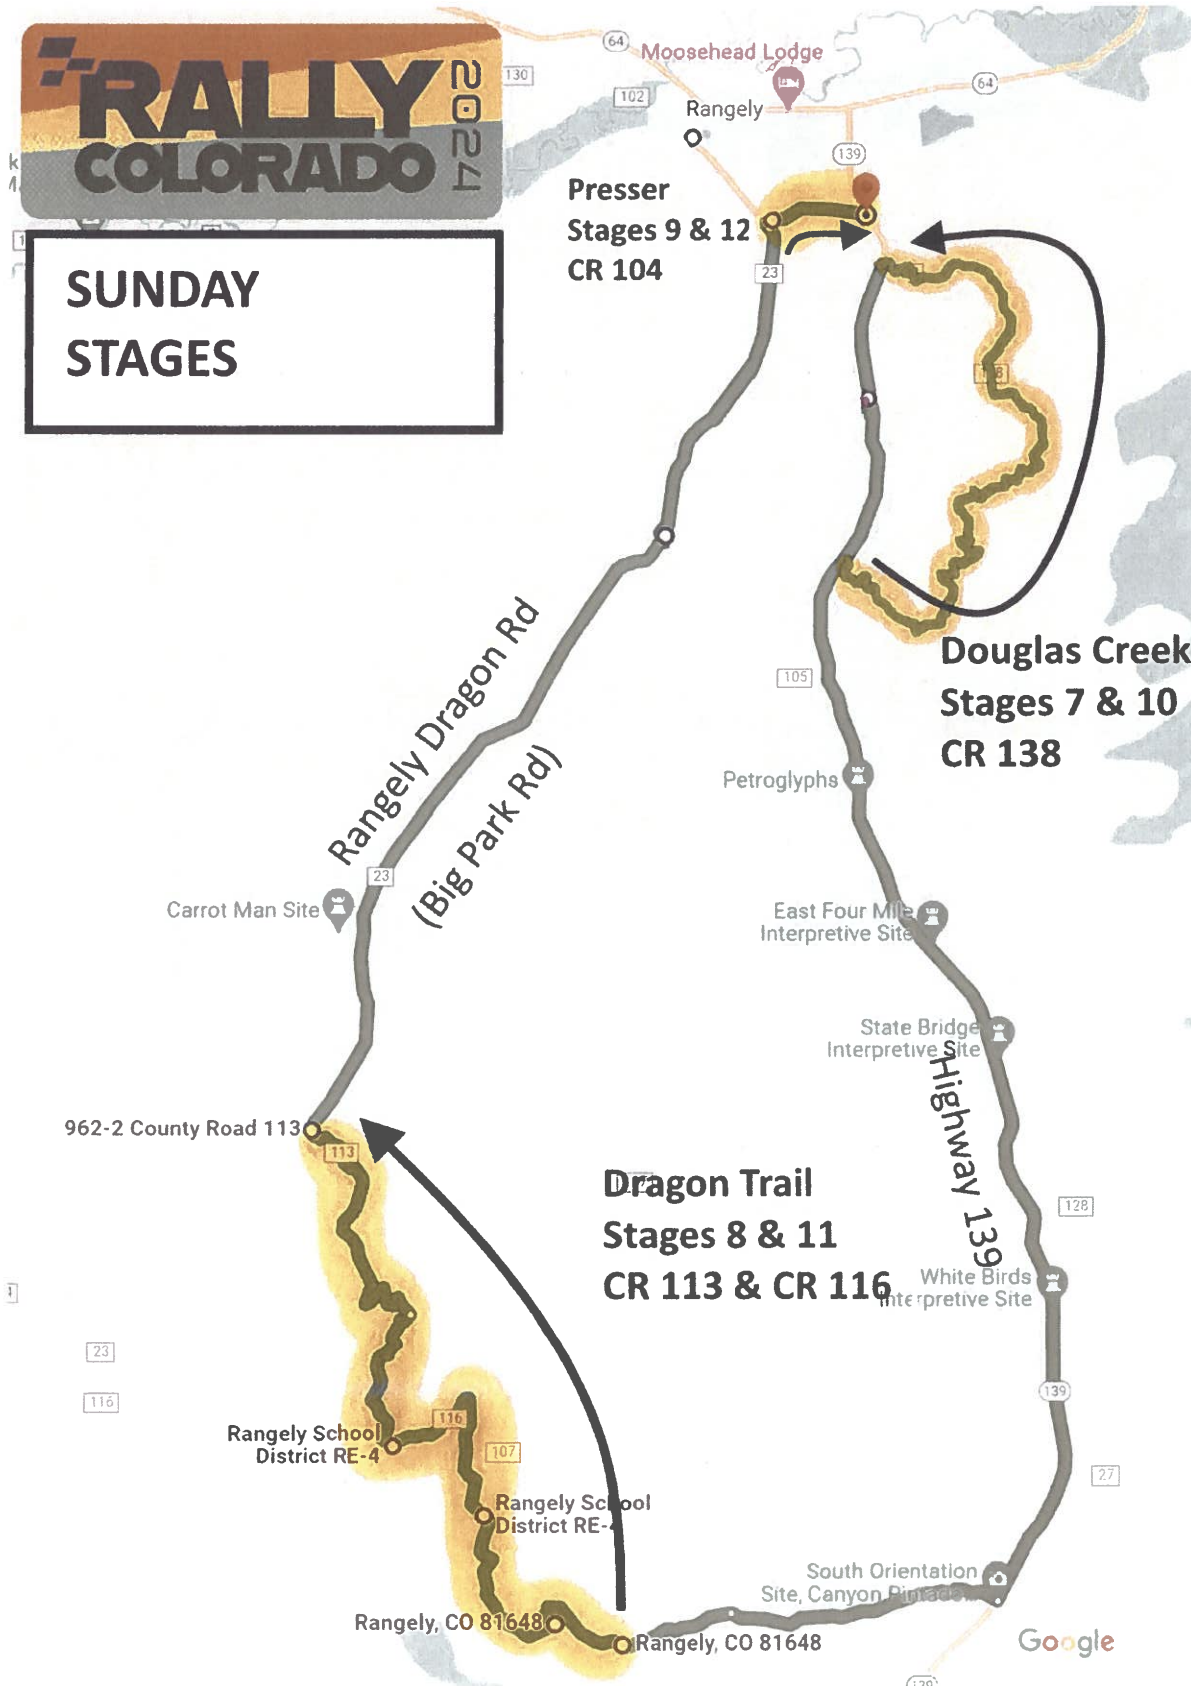 RALLY
COLORADO
2024
SUNDAY
STAGES
64
130
102
Moosehead Lodge
Rangely
64
139
Presser
Stages 9 & 12
CR 104
23
Douglas Creek
Stages 7 & 10
CR 138
105
Rangely Dragon Rd
(Big Park Rd)
23
Petroglyphs
Carrot Man Site
East Four Mile
Interpretive Site
State Bridge
Interpretive Site
Highway 139
962-2 County Road 113
113
Dragon Trail
Stages 8 & 11
CR 113 & CR 116
128
White Birds
Interpretive Site
23
116
139
116
107
Rangely School
District RE-4
27
Rangely School
District RE-4
South Orientation
Site, Canyon Pintado...
Rangely, CO 81648
Rangely, CO 81648
Google
139